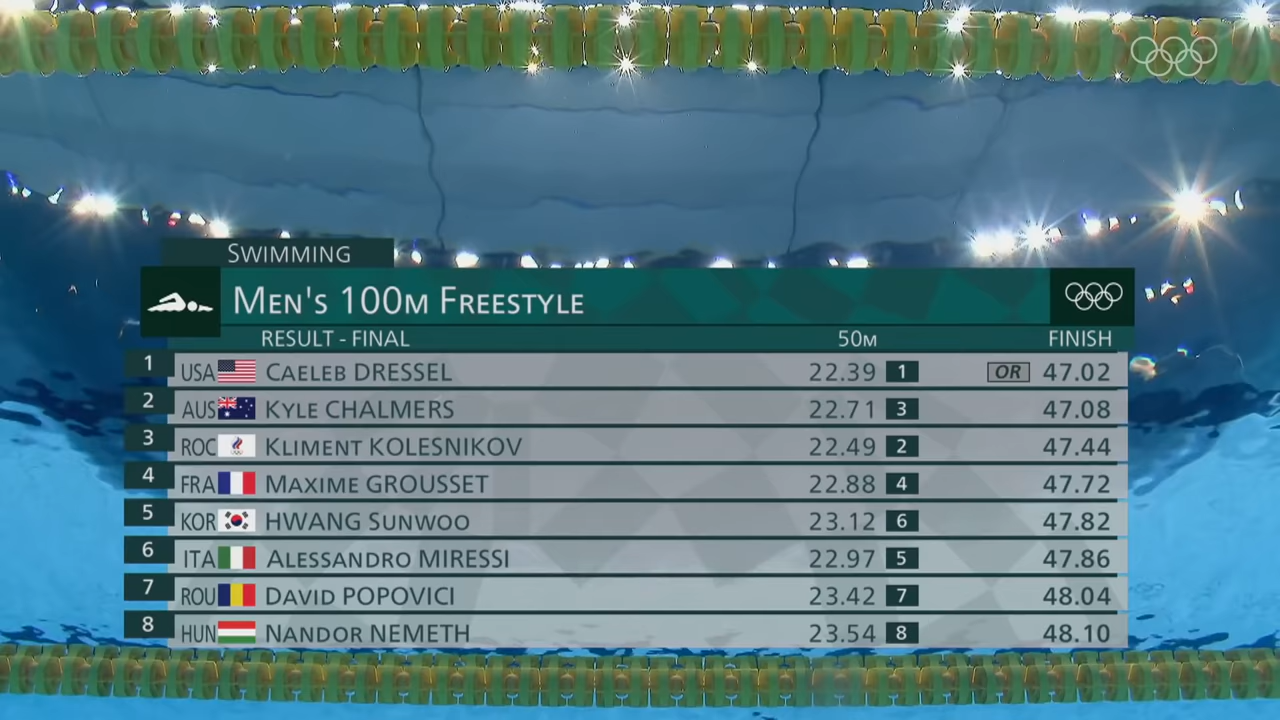 SWIMMING
MEN'S 100M FREESTYLE
RESULT - FINAL 50M FINISH
1 USA CAELEB DRESSEL 22.39 1 OR 47.02
2 AUS KYLE CHALMERS 22.71 3 47.08
3 ROC KLIMENT KOLESNIKOV 22.49 2 47.44
4 FRA MAXIME GROUSSET 22.88 4 47.72
5 KOR HWANG SUNWOO 23.12 6 47.82
6 ITA ALESSANDRO MIRESSI 22.97 5 47.86
7 ROU DAVID POPOVICI 23.42 7 48.04
8 HUN NANDOR NEMETH 23.54 8 48.10